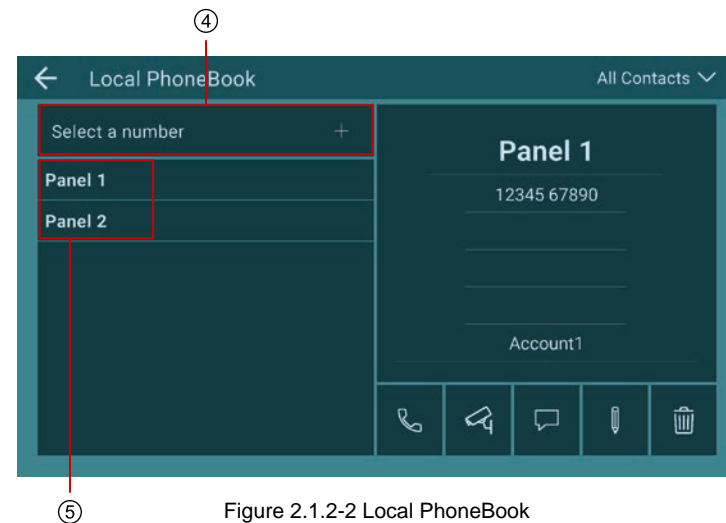 ④
Local PhoneBook
All Contacts
Select a number +
Panel 1
Panel 2
Panel 1
12345 67890
Account1
⑤
Figure 2.1.2-2 Local PhoneBook